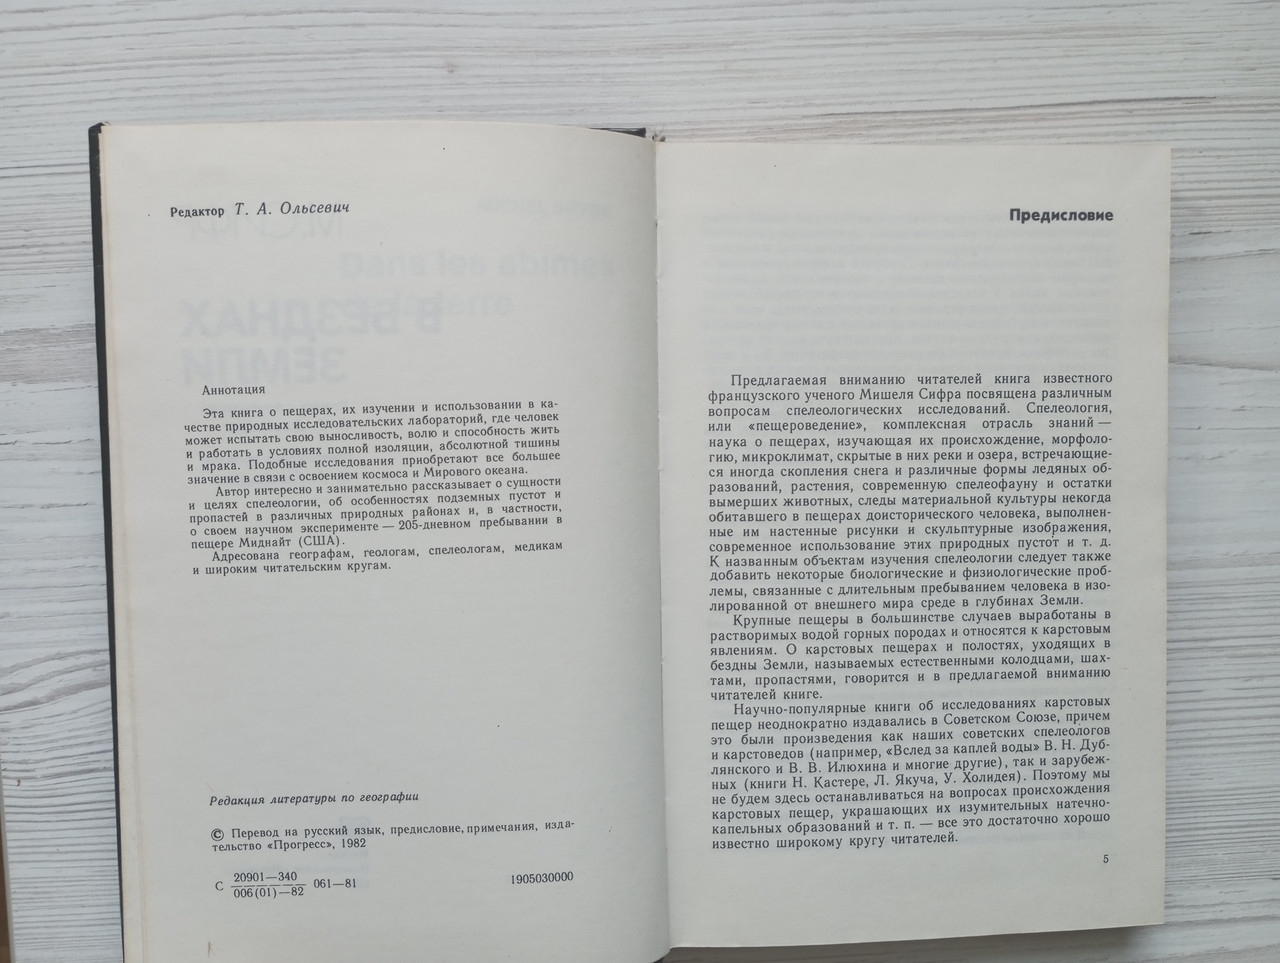 Редактор Т. А. Ольсевич
Аннотация
Эта книга о пещерах, их изучении и использовании в ка-
честве природных исследовательских лабораторий, где человек
может испытать свою выносливость, волю и способность жить
и работать в условиях полной изоляции, абсолютной тишины
и мрака. Подобные исследования приобретают все большее
значение в связи с освоением космоса и Мирового океана.
Автор интересно и занимательно рассказывает о сущности
и целях спелеологии, об особенностях подземных пустот и
пропастей в различных природных районах и, в частности,
о своем научном эксперименте — 205-дневном пребывании в
пещере Миднайт (США).
Адресована географам, геологам, спелеологам, медикам
и широким читательским кругам.
Редакция литературы по географии
© Перевод на русский язык, предисловие, примечания, изда-
тельство «Прогресс», 1982
С 20901—340
006(01)—82 061—81 1905030000
Предисловие
Предлагаемая вниманию читателей книга известного
французского ученого Мишеля Сифра посвящена различным
вопросам спелеологических исследований. Спелеология,
или «пещероведение», комплексная отрасль знаний —
наука о пещерах, изучающая их происхождение, морфоло-
гию, микроклимат, скрытые в них реки и озера, встречающие-
ся иногда скопления снега и различные формы ледяных об-
разований, растения, современную спелеофауну и остатки
вымерших животных, следы материальной культуры некогда
обитавшего в пещерах доисторического человека, выполнен-
ные им настенные рисунки и скульптурные изображения,
современное использование этих природных пустот и т. д.
К названным объектам изучения спелеологии следует также
добавить некоторые биологические и физиологические проб-
лемы, связанные с длительным пребыванием человека в изо-
лированной от внешнего мира среде в глубинах Земли.
Крупные пещеры в большинстве случаев выработаны в
растворимых водой горных породах и относятся к карстовым
явлениям. О карстовых пещерах и полостях, уходящих в
бездны Земли, называемых естественными колодцами, шах-
тами, пропастями, говорится и в предлагаемой вниманию
читателей книге.
Научно-популярные книги об исследованиях карстовых
пещер неоднократно издавались в Советском Союзе, причем
это были произведения как наших советских спелеологов
и карстоведов (например, «Вслед за каплей воды» В. Н. Дуб-
лянского и В. В. Илюхина и многие другие), так и зарубеж-
ных (книги Н. Кастере, Л. Якуча, У. Холидея). Поэтому мы
не будем здесь останавливаться на вопросах происхождения
карстовых пещер, украшающих их изумительных натечно-
капельных образований и т. п. — все это достаточно хорошо
известно широкому кругу читателей.
5